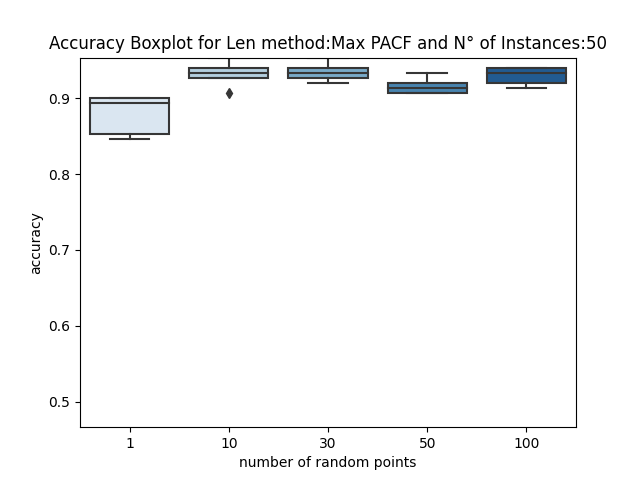 Accuracy Boxplot for Len method:Max PACF and N° of Instances:50
accuracy
0.9
0.8
0.7
0.6
0.5
1 10 30 50 100
number of random points